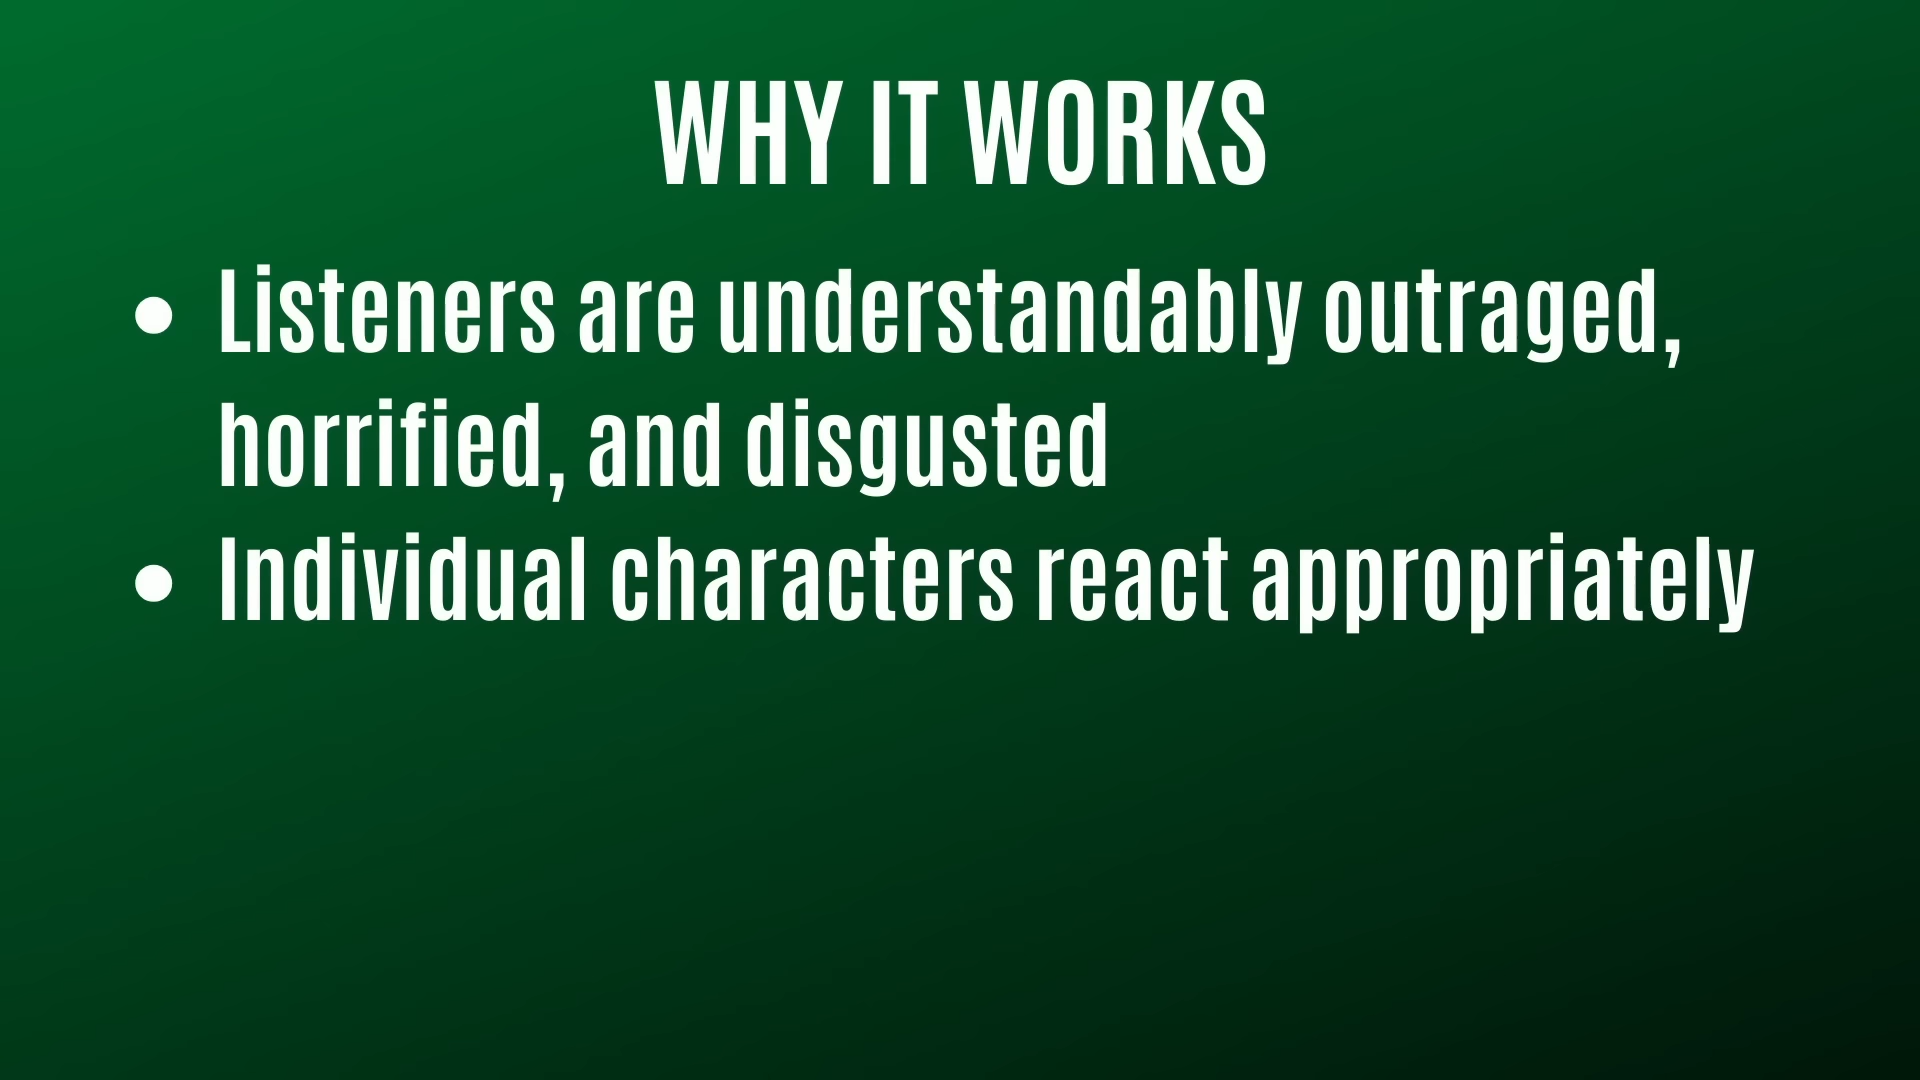 WHY IT WORKS
• Listeners are understandably outraged,
horrified, and disgusted
• Individual characters react appropriately